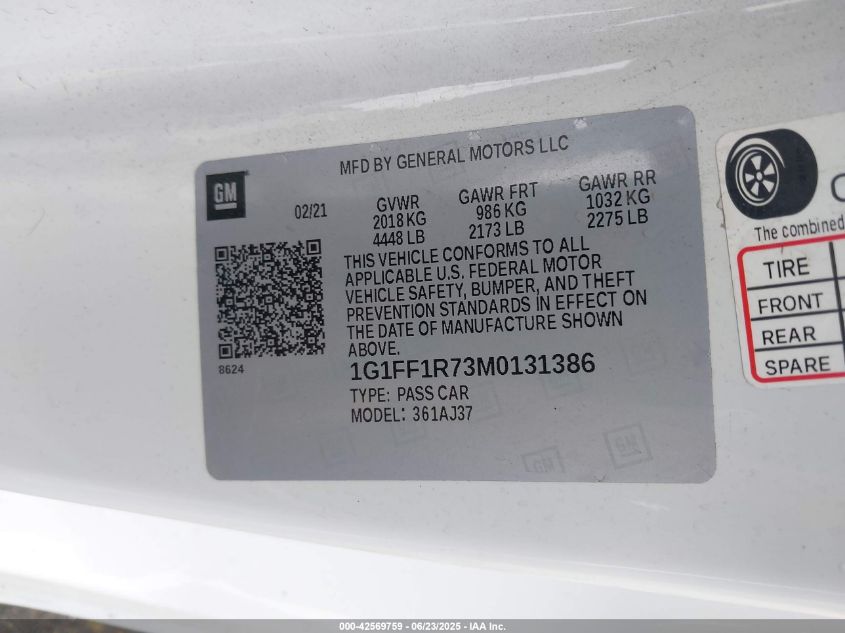 MFD BY GENERAL MOTORS LLC
GM
02/21
GVWR
2018 KG
4448 LB
GAWR FRT
986 KG
2173 LB
GAWR RR
1032 KG
2275 LB
THIS VEHICLE CONFORMS TO ALL
APPLICABLE U.S. FEDERAL MOTOR
VEHICLE SAFETY, BUMPER, AND THEFT
PREVENTION STANDARDS IN EFFECT ON
THE DATE OF MANUFACTURE SHOWN
ABOVE.
8624
1G1FF1R73M0131386
TYPE: PASS CAR
MODEL: 361AJ37
GM
GM
The combined
TIRE
FRONT
REAR
SPARE
000-42569759 - 06/23/2025 - IAA Inc.